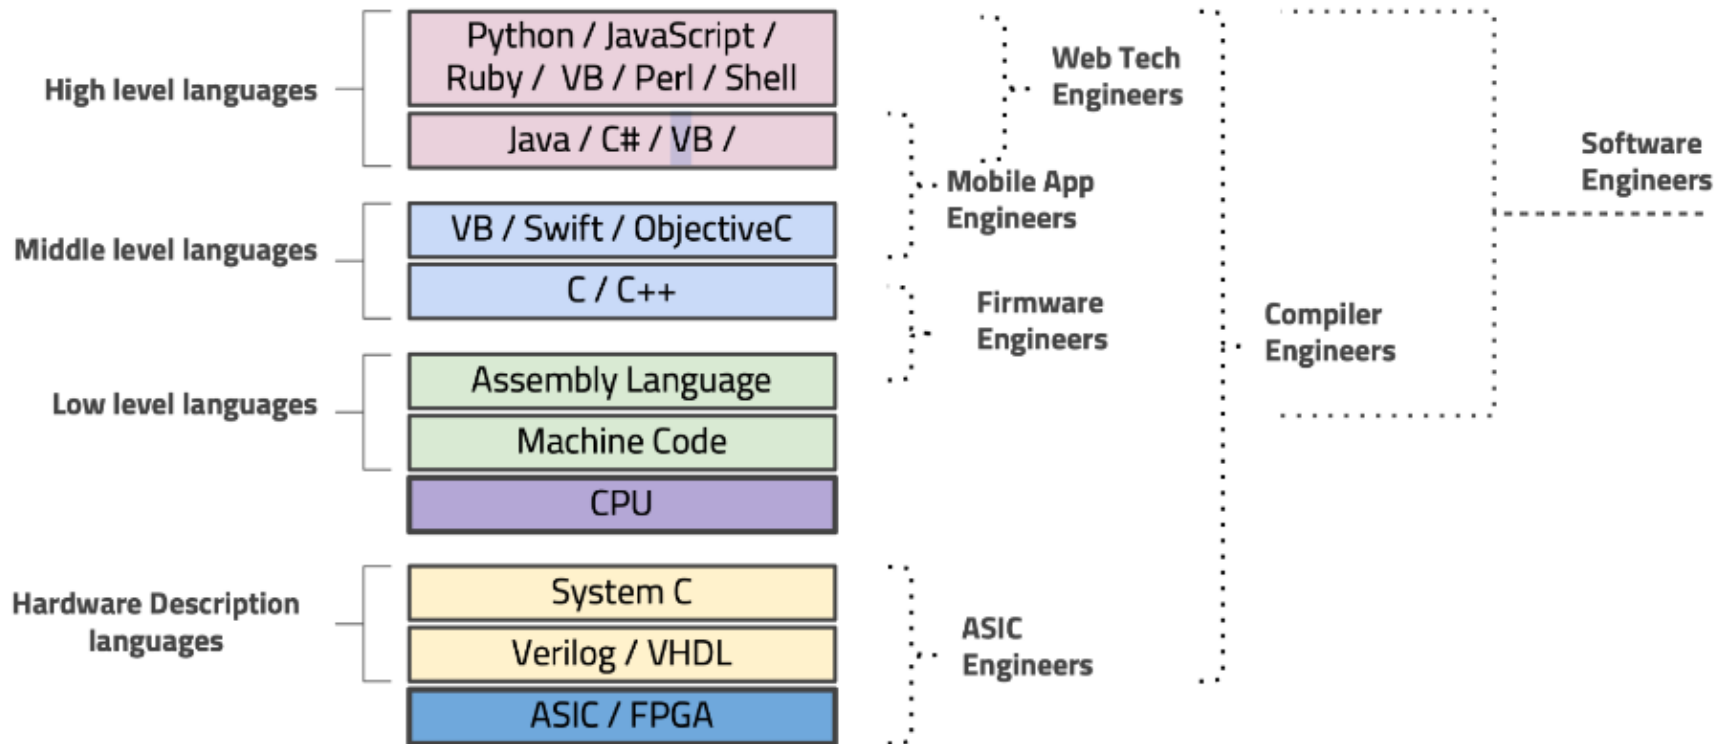 High level languages
Python / JavaScript /
Ruby / VB / Perl / Shell
Java / C# / VB /
Middle level languages
VB / Swift / ObjectiveC
C / C++
Low level languages
Assembly Language
Machine Code
CPU
Hardware Description
languages
System C
Verilog / VHDL
ASIC / FPGA
Web Tech
Engineers
Mobile App
Engineers
Firmware
Engineers
ASIC
Engineers
Compiler
Engineers
Software
Engineers